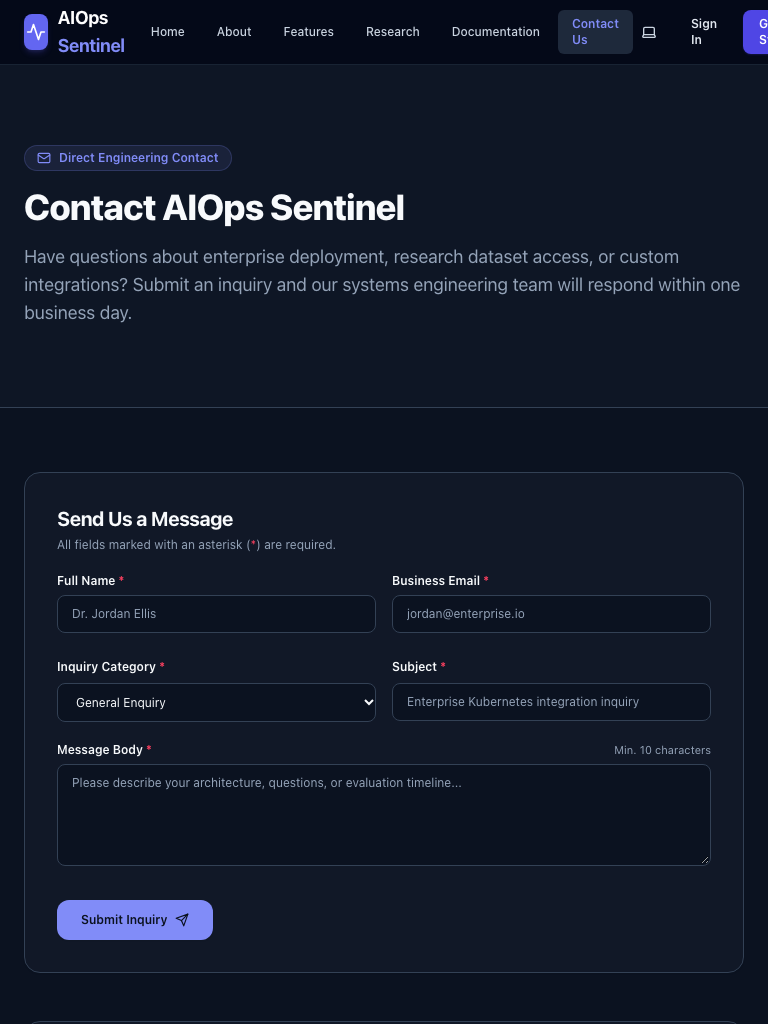 AIOps
Sentinel
Home
About
Features
Research
Documentation
Contact
Us
Sign
In
Direct Engineering Contact
Contact AIOps Sentinel
Have questions about enterprise deployment, research dataset access, or custom
integrations? Submit an inquiry and our systems engineering team will respond within one
business day.
Send Us a Message
All fields marked with an asterisk (*) are required.
Full Name *
Business Email *
Dr. Jordan Ellis
jordan@enterprise.io
Inquiry Category *
Subject *
General Enquiry
Enterprise Kubernetes integration inquiry
Message Body *
Min. 10 characters
Please describe your architecture, questions, or evaluation timeline...
Submit Inquiry